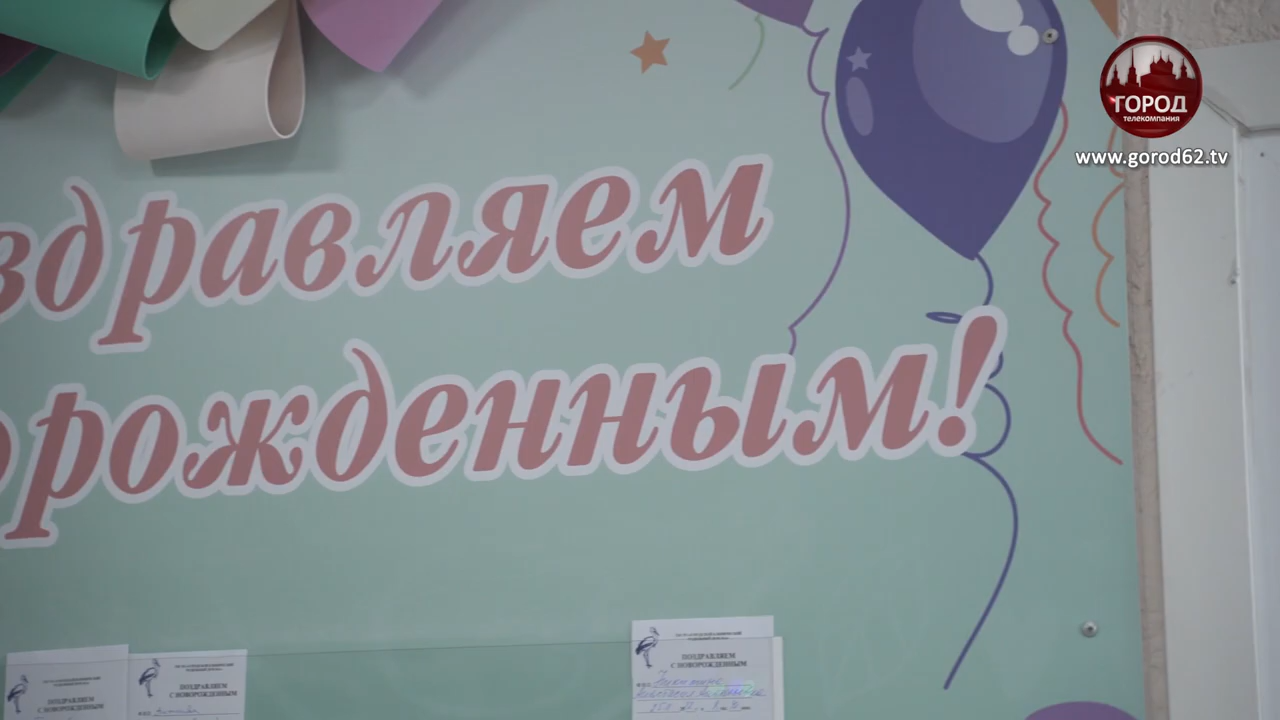 ГОРОД
телекомпания
www.gorod62.tv
здравляем
орожденным!
ПОЗДРАВЛЯЕМ
С НОВОРОЖДЕННЫМ
ПОЗДРАВЛЯЕМ
С НОВОРОЖДЕННЫМ
ПОЗДРАВЛЯЕМ
С НОВОРОЖДЕННЫМ